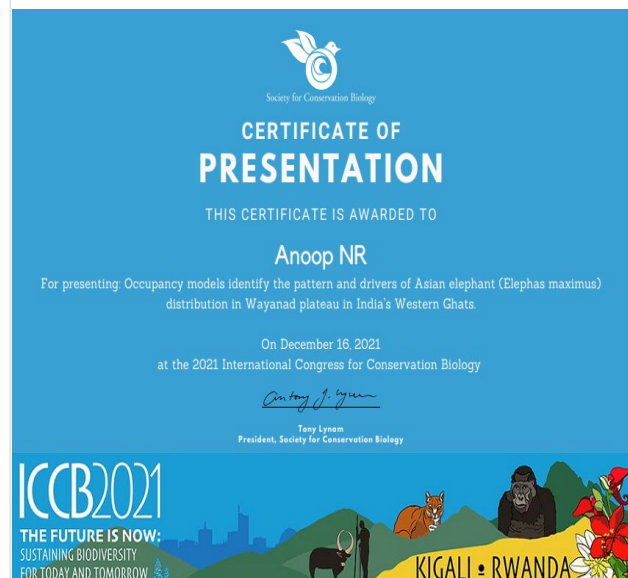 Society for Conservation Biology
CERTIFICATE OF
PRESENTATION
THIS CERTIFICATE IS AWARDED TO
Anoop NR
For presenting: Occupancy models identify the pattern and drivers of Asian elephant (Elephas maximus)
distribution in Wayanad plateau in India's Western Ghats.
On December 16, 2021
at the 2021 International Congress for Conservation Biology
Antony J. Lynam
Tony Lynam
President, Society for Conservation Biology
ICCB2021
THE FUTURE IS NOW:
SUSTAINING BIODIVERSITY
FOR TODAY AND TOMORROW
KIGALI • RWANDA